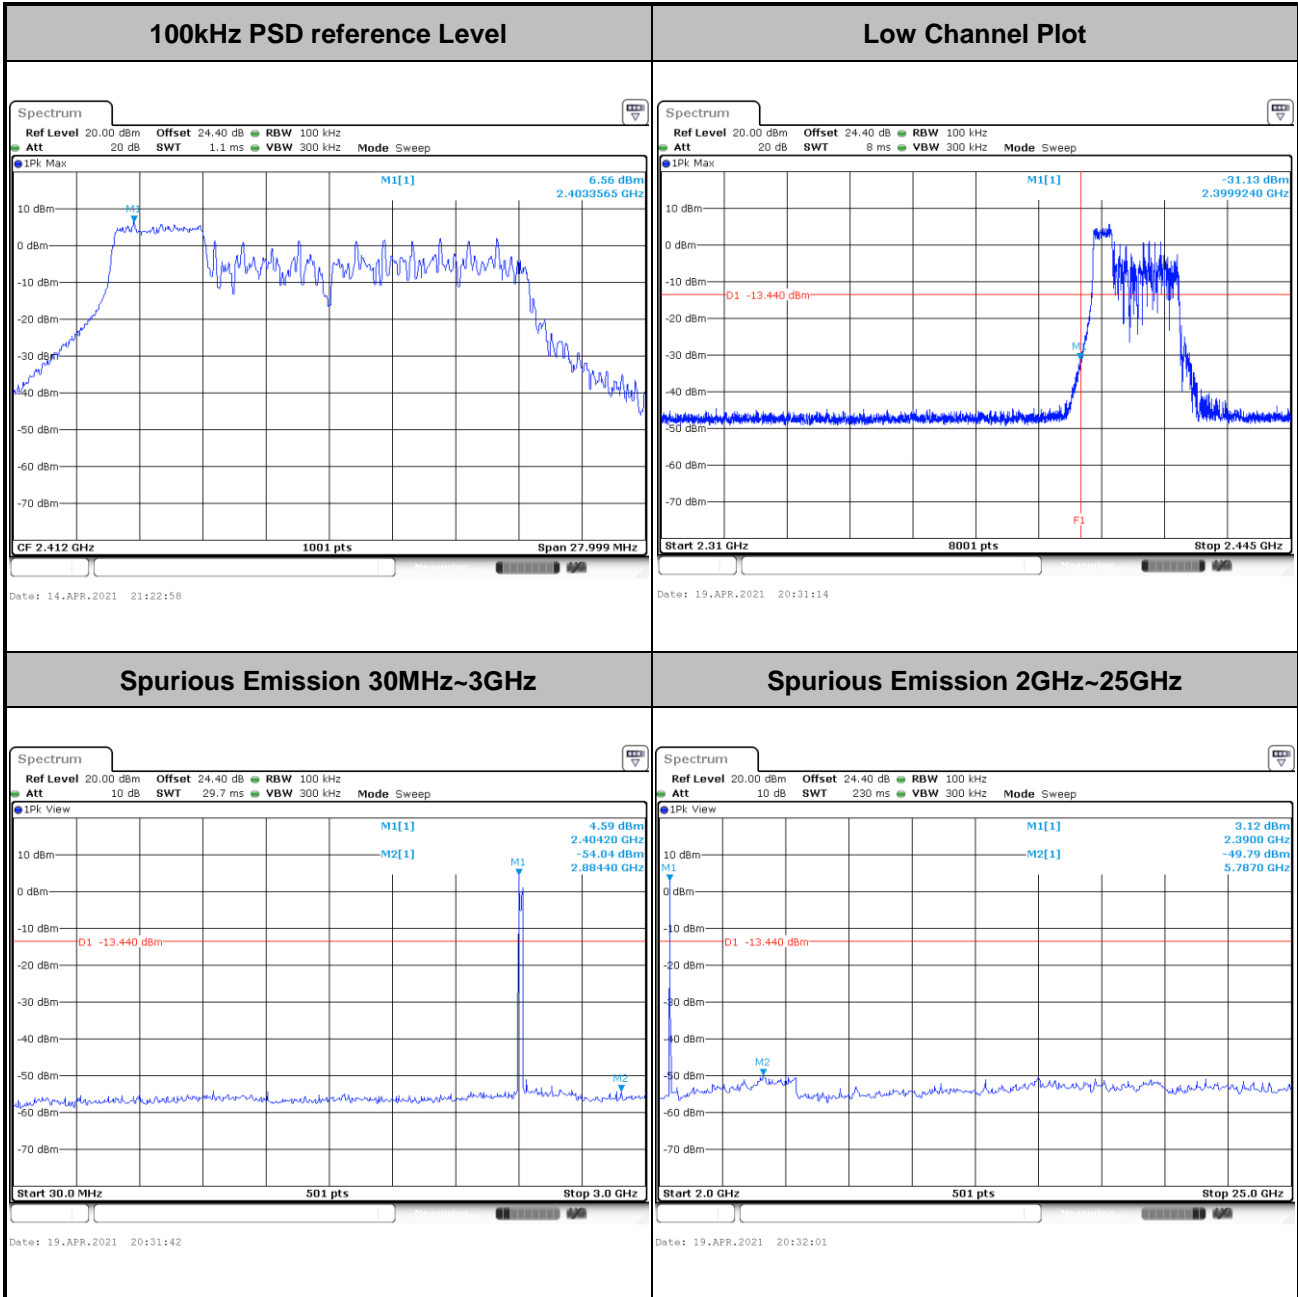 100kHz PSD reference Level
Low Channel Plot
Spectrum
Ref Level 20.00 dBm Offset 24.40 dB RBW 100 kHz
Att 20 dB SWT 1.1 ms VBW 300 kHz Mode Sweep
1Pk Max
M1[1] 6.56 dBm
2.4033565 GHz
M1
10 dBm
0 dBm
-10 dBm
-20 dBm
-30 dBm
-40 dBm
-50 dBm
-60 dBm
-70 dBm
CF 2.412 GHz 1001 pts Span 27.999 MHz
Measuring...
Date: 14.APR.2021 21:22:58
Spectrum
Ref Level 20.00 dBm Offset 24.40 dB RBW 100 kHz
Att 20 dB SWT 8 ms VBW 300 kHz Mode Sweep
1Pk Max
M1[1] -31.13 dBm
2.3999240 GHz
10 dBm
0 dBm
-10 dBm
D1 -13.440 dBm
-20 dBm
M1
-30 dBm
-40 dBm
-50 dBm
-60 dBm
-70 dBm
F1
Start 2.31 GHz 8001 pts Stop 2.445 GHz
Measuring...
Date: 19.APR.2021 20:31:14
Spurious Emission 30MHz~3GHz
Spurious Emission 2GHz~25GHz
Spectrum
Ref Level 20.00 dBm Offset 24.40 dB RBW 100 kHz
Att 10 dB SWT 29.7 ms VBW 300 kHz Mode Sweep
1Pk View
M1[1] 4.59 dBm
2.40420 GHz
M2[1] -54.04 dBm
2.88440 GHz
10 dBm
M1
0 dBm
-10 dBm
D1 -13.440 dBm
-20 dBm
-30 dBm
-40 dBm
-50 dBm
M2
-60 dBm
-70 dBm
Start 30.0 MHz 501 pts Stop 3.0 GHz
Measuring...
Date: 19.APR.2021 20:31:42
Spectrum
Ref Level 20.00 dBm Offset 24.40 dB RBW 100 kHz
Att 10 dB SWT 230 ms VBW 300 kHz Mode Sweep
1Pk View
M1[1] 3.12 dBm
2.3900 GHz
M2[1] -49.79 dBm
5.7870 GHz
10 dBm
M1
0 dBm
-10 dBm
D1 -13.440 dBm
-20 dBm
-30 dBm
-40 dBm
M2
-50 dBm
-60 dBm
-70 dBm
Start 2.0 GHz 501 pts Stop 25.0 GHz
Measuring...
Date: 19.APR.2021 20:32:01